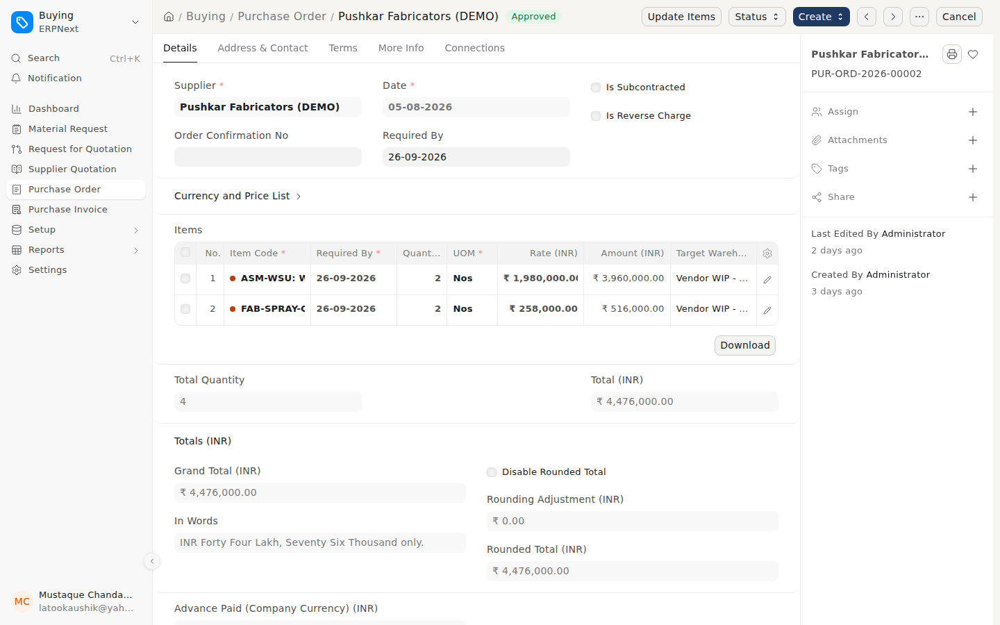 Buying
ERPNext
Search Ctrl+K
Notification
Dashboard
Material Request
Request for Quotation
Supplier Quotation
Purchase Order
Purchase Invoice
Setup
Reports
Settings
MC
Mustaque Chanda...
latookaushik@yah...
/ Buying / Purchase Order / Pushkar Fabricators (DEMO) Approved
Update Items Status Create ... Cancel
Details Address & Contact Terms More Info Connections
Supplier * Date * Is Subcontracted
Pushkar Fabricators (DEMO) 05-08-2026
Is Reverse Charge
Order Confirmation No Required By
26-09-2026
Currency and Price List
Items
No. Item Code * Required By * Quant... UOM * Rate (INR) Amount (INR) Target Wareh...
1 ASM-WSU: W 26-09-2026 2 Nos ₹ 1,980,000.00 ₹ 3,960,000.00 Vendor WIP - ...
2 FAB-SPRAY-C 26-09-2026 2 Nos ₹ 258,000.00 ₹ 516,000.00 Vendor WIP - ...
Download
Total Quantity Total (INR)
4 ₹ 4,476,000.00
Totals (INR)
Grand Total (INR) Disable Rounded Total
₹ 4,476,000.00
Rounding Adjustment (INR)
In Words ₹ 0.00
INR Forty Four Lakh, Seventy Six Thousand only.
Rounded Total (INR)
₹ 4,476,000.00
Advance Paid (Company Currency) (INR)
Pushkar Fabricator...
PUR-ORD-2026-00002
Assign
Attachments
Tags
Share
Last Edited By Administrator
2 days ago
Created By Administrator
3 days ago